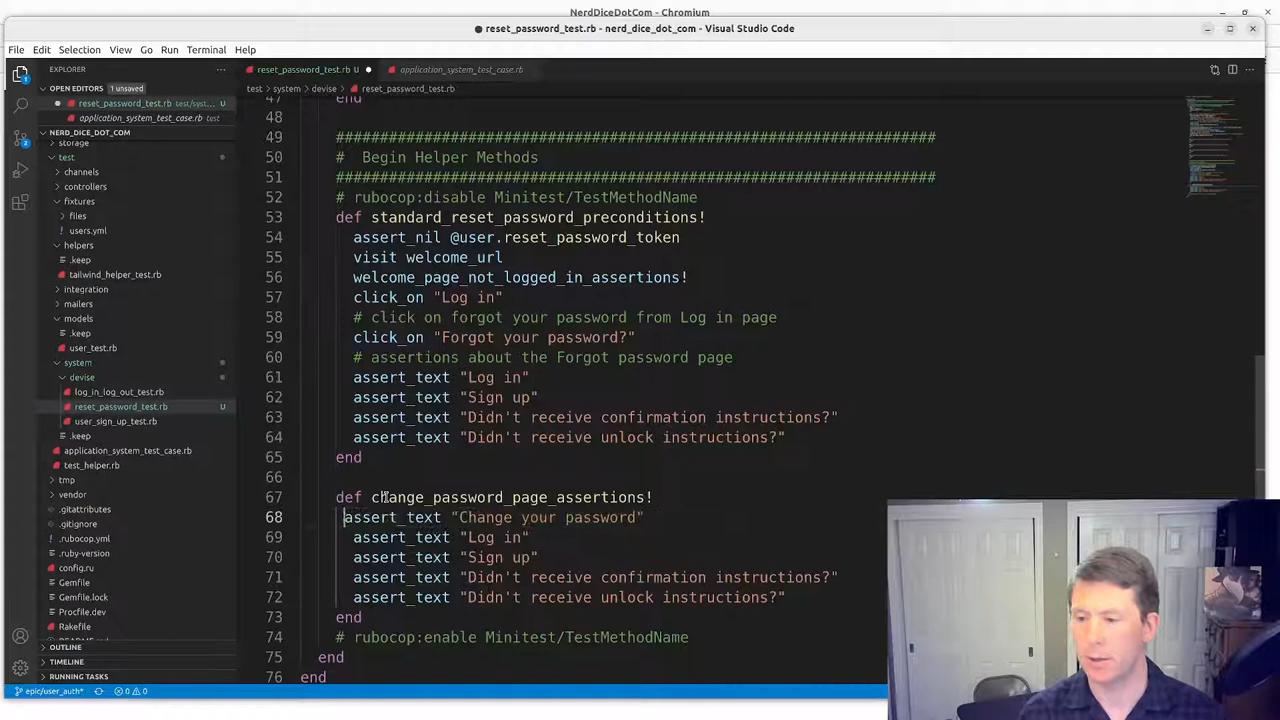 NerdDiceDotCom - Chromium
reset_password_test.rb - nerd_dice_dot_com - Visual Studio Code
File Edit Selection View Go Run Terminal Help
EXPLORER
OPEN EDITORS 1 unsaved
reset_password_test.rb test/syst... U
application_system_test_case.rb test
NERD_DICE_DOT_COM
storage
test
channels
controllers
fixtures
files
users.yml
helpers
.keep
tailwind_helper_test.rb
integration
mailers
models
.keep
user_test.rb
system
devise
log_in_log_out_test.rb
reset_password_test.rb U
user_sign_up_test.rb
.keep
application_system_test_case.rb
test_helper.rb
tmp
vendor
.gitattributes
.gitignore
.rubocop.yml
.ruby-version
config.ru
Gemfile
Gemfile.lock
Procfile.dev
Rakefile
OUTLINE
TIMELINE
RUNNING TASKS
epic/user_auth* 0 0
reset_password_test.rb U
application_system_test_case.rb
test system devise reset_password_test.rb
47 end
48
49 ####################################################################
50 #  Begin Helper Methods
51 ####################################################################
52 # rubocop:disable Minitest/TestMethodName
53 def standard_reset_password_preconditions!
54 assert_nil @user.reset_password_token
55 visit welcome_url
56 welcome_page_not_logged_in_assertions!
57 click_on "Log in"
58 # click on forgot your password from Log in page
59 click_on "Forgot your password?"
60 # assertions about the Forgot password page
61 assert_text "Log in"
62 assert_text "Sign up"
63 assert_text "Didn't receive confirmation instructions?"
64 assert_text "Didn't receive unlock instructions?"
65 end
66
67 def change_password_page_assertions!
68 assert_text "Change your password"
69 assert_text "Log in"
70 assert_text "Sign up"
71 assert_text "Didn't receive confirmation instructions?"
72 assert_text "Didn't receive unlock instructions?"
73 end
74 # rubocop:enable Minitest/TestMethodName
75 end
76 end